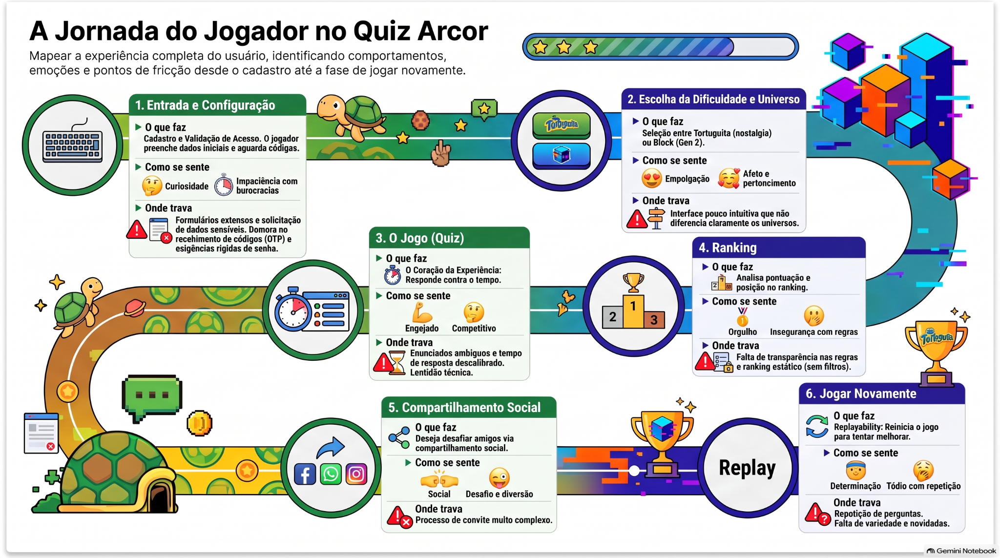 A Jornada do Jogador no Quiz Arcor
Mapear a experiência completa do usuário, identificando comportamentos,
emoções e pontos de fricção desde o cadastro até a fase de jogar novamente.
1. Entrada e Configuração
O que faz
Cadastro e Validação de Acesso. O jogador
preenche dados iniciais e aguarda códigas.
Como se sente
Curiosidade
Impaciência com
burocracias
Onde trava
Formulários extensos e solicitação
de dados sensíveis. Domora no
recehimento de códigos (OTP) e
esigências rigidas de senha.
Tortuguita
2. Escolha da Dificuldade e Universo
O que faz
Seleção entre Tortuguita (nostalgia)
ou Block (Gen 2).
Como se sente
Empolgação
Afeto e
pertoncimento
Onde trava
Interface pouco intuitiva que não
diferencia claramente os universos.
3. O Jogo (Quiz)
O que faz
O Coração da Experiência:
Responde contra o tempo.
Como se sente
Engejado
Competitivo
Onde trava
Enunciados ambiguos e tempo
de resposta descalibrado.
Lentidão técnica.
1
2
3
4. Ranking
O que faz
Analisa pontuação e
posição no ranking.
Como se sente
1
Orgulho
Insegurança com regras
Onde trava
Falta de transparência nas regras
e ranking estático (sem filtros).
5. Compartilhamento Social
O que faz
Deseja desafiar amigos via
compartilhamento social.
Como se sente
Social
Desafio e diversão
Onde trava
Processo de convite multo complexo.
Replay
6. Jogar Novamente
O que faz
Replayability: Reinicia o jogo
para tentar melhorar.
Como se sente
Determinação
Tódio com repetição
Onde trava
Repotição de perguntas.
Falta de variedade e novidadas.
Gemini Notebook